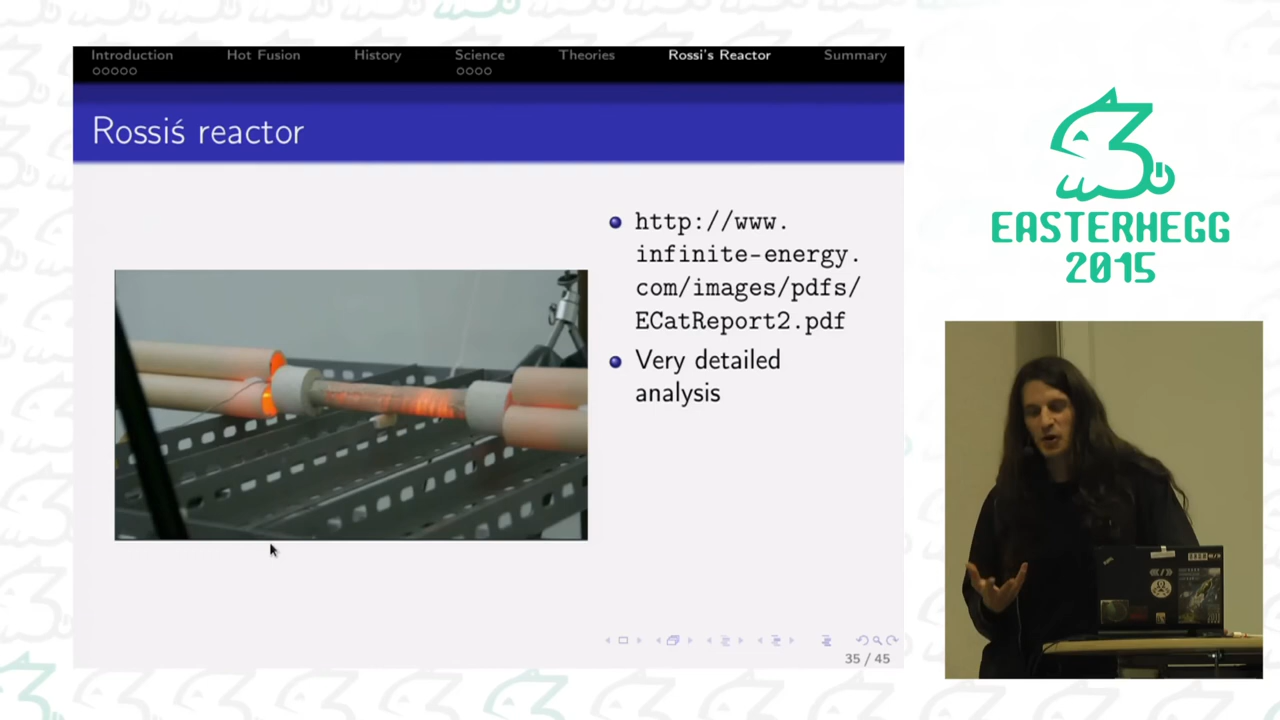 Introduction Hot Fusion History Science Theories Rossi's Reactor Summary
Rossiś reactor
http://www.
infinite-energy.
com/images/pdfs/
ECatReport2.pdf
Very detailed
analysis
35 / 45
EASTERHEGG
2015